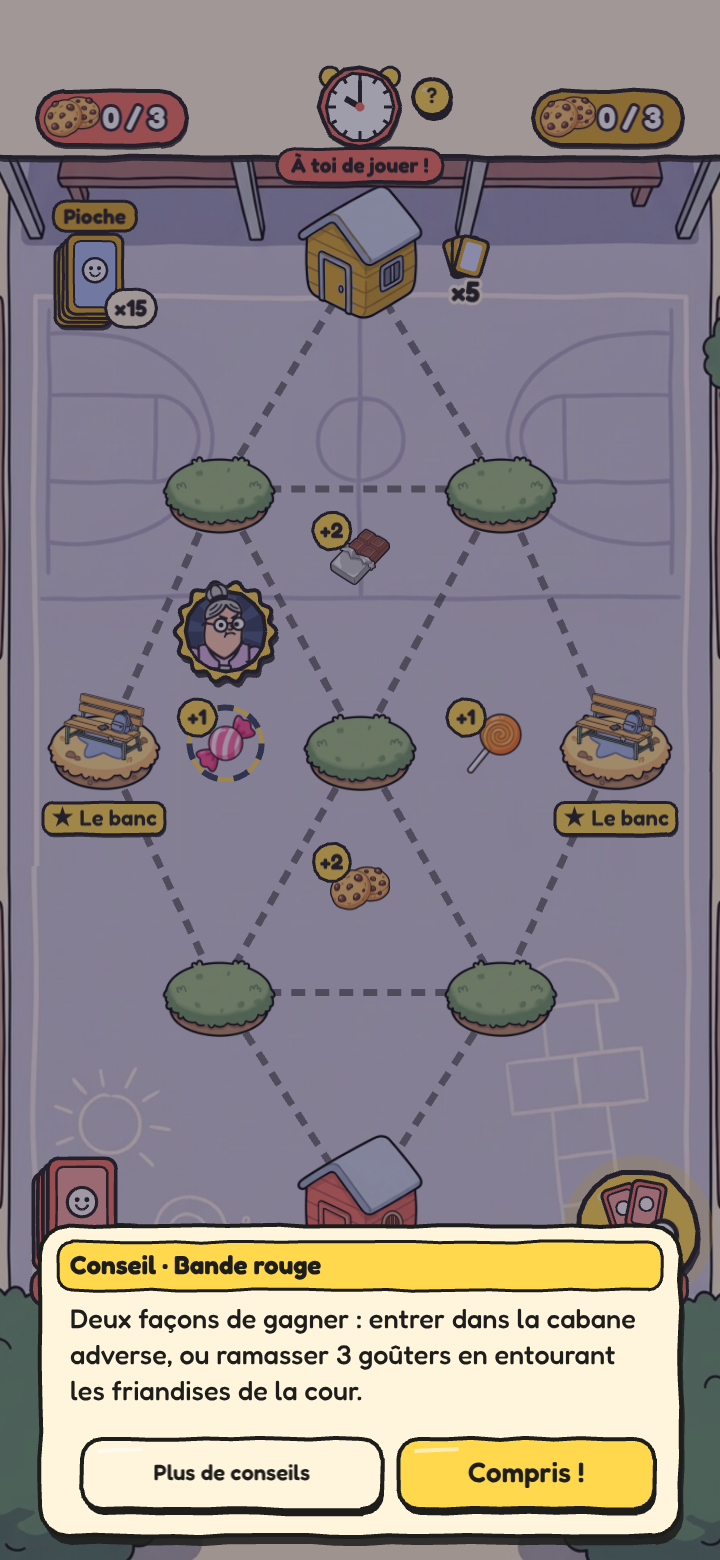 0/3
?
0/3
À toi de jouer !
Pioche
×15
×5
+2
+1
+1
★ Le banc
★ Le banc
+2
Conseil · Bande rouge
Deux façons de gagner : entrer dans la cabane
adverse, ou ramasser 3 goûters en entourant
les friandises de la cour.
Plus de conseils
Compris !